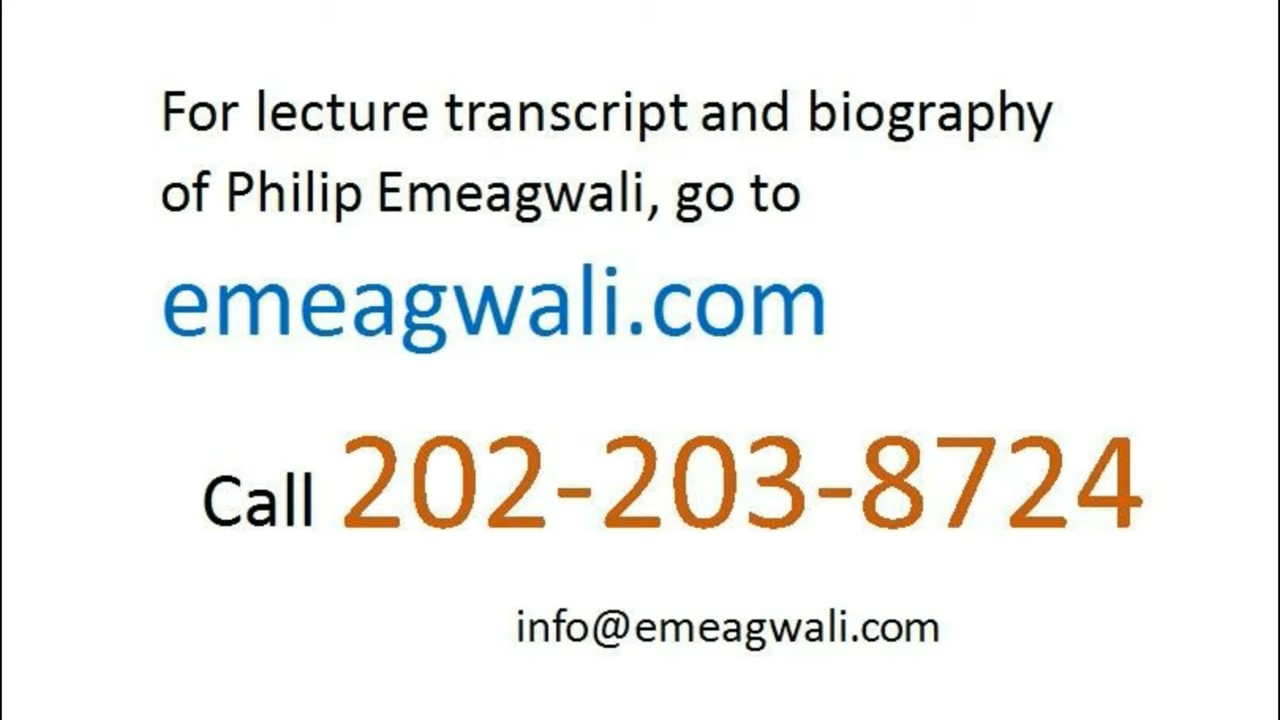 For lecture transcript and biography
of Philip Emeagwali, go to
emeagwali.com
Call 202-203-8724
info@emeagwali.com